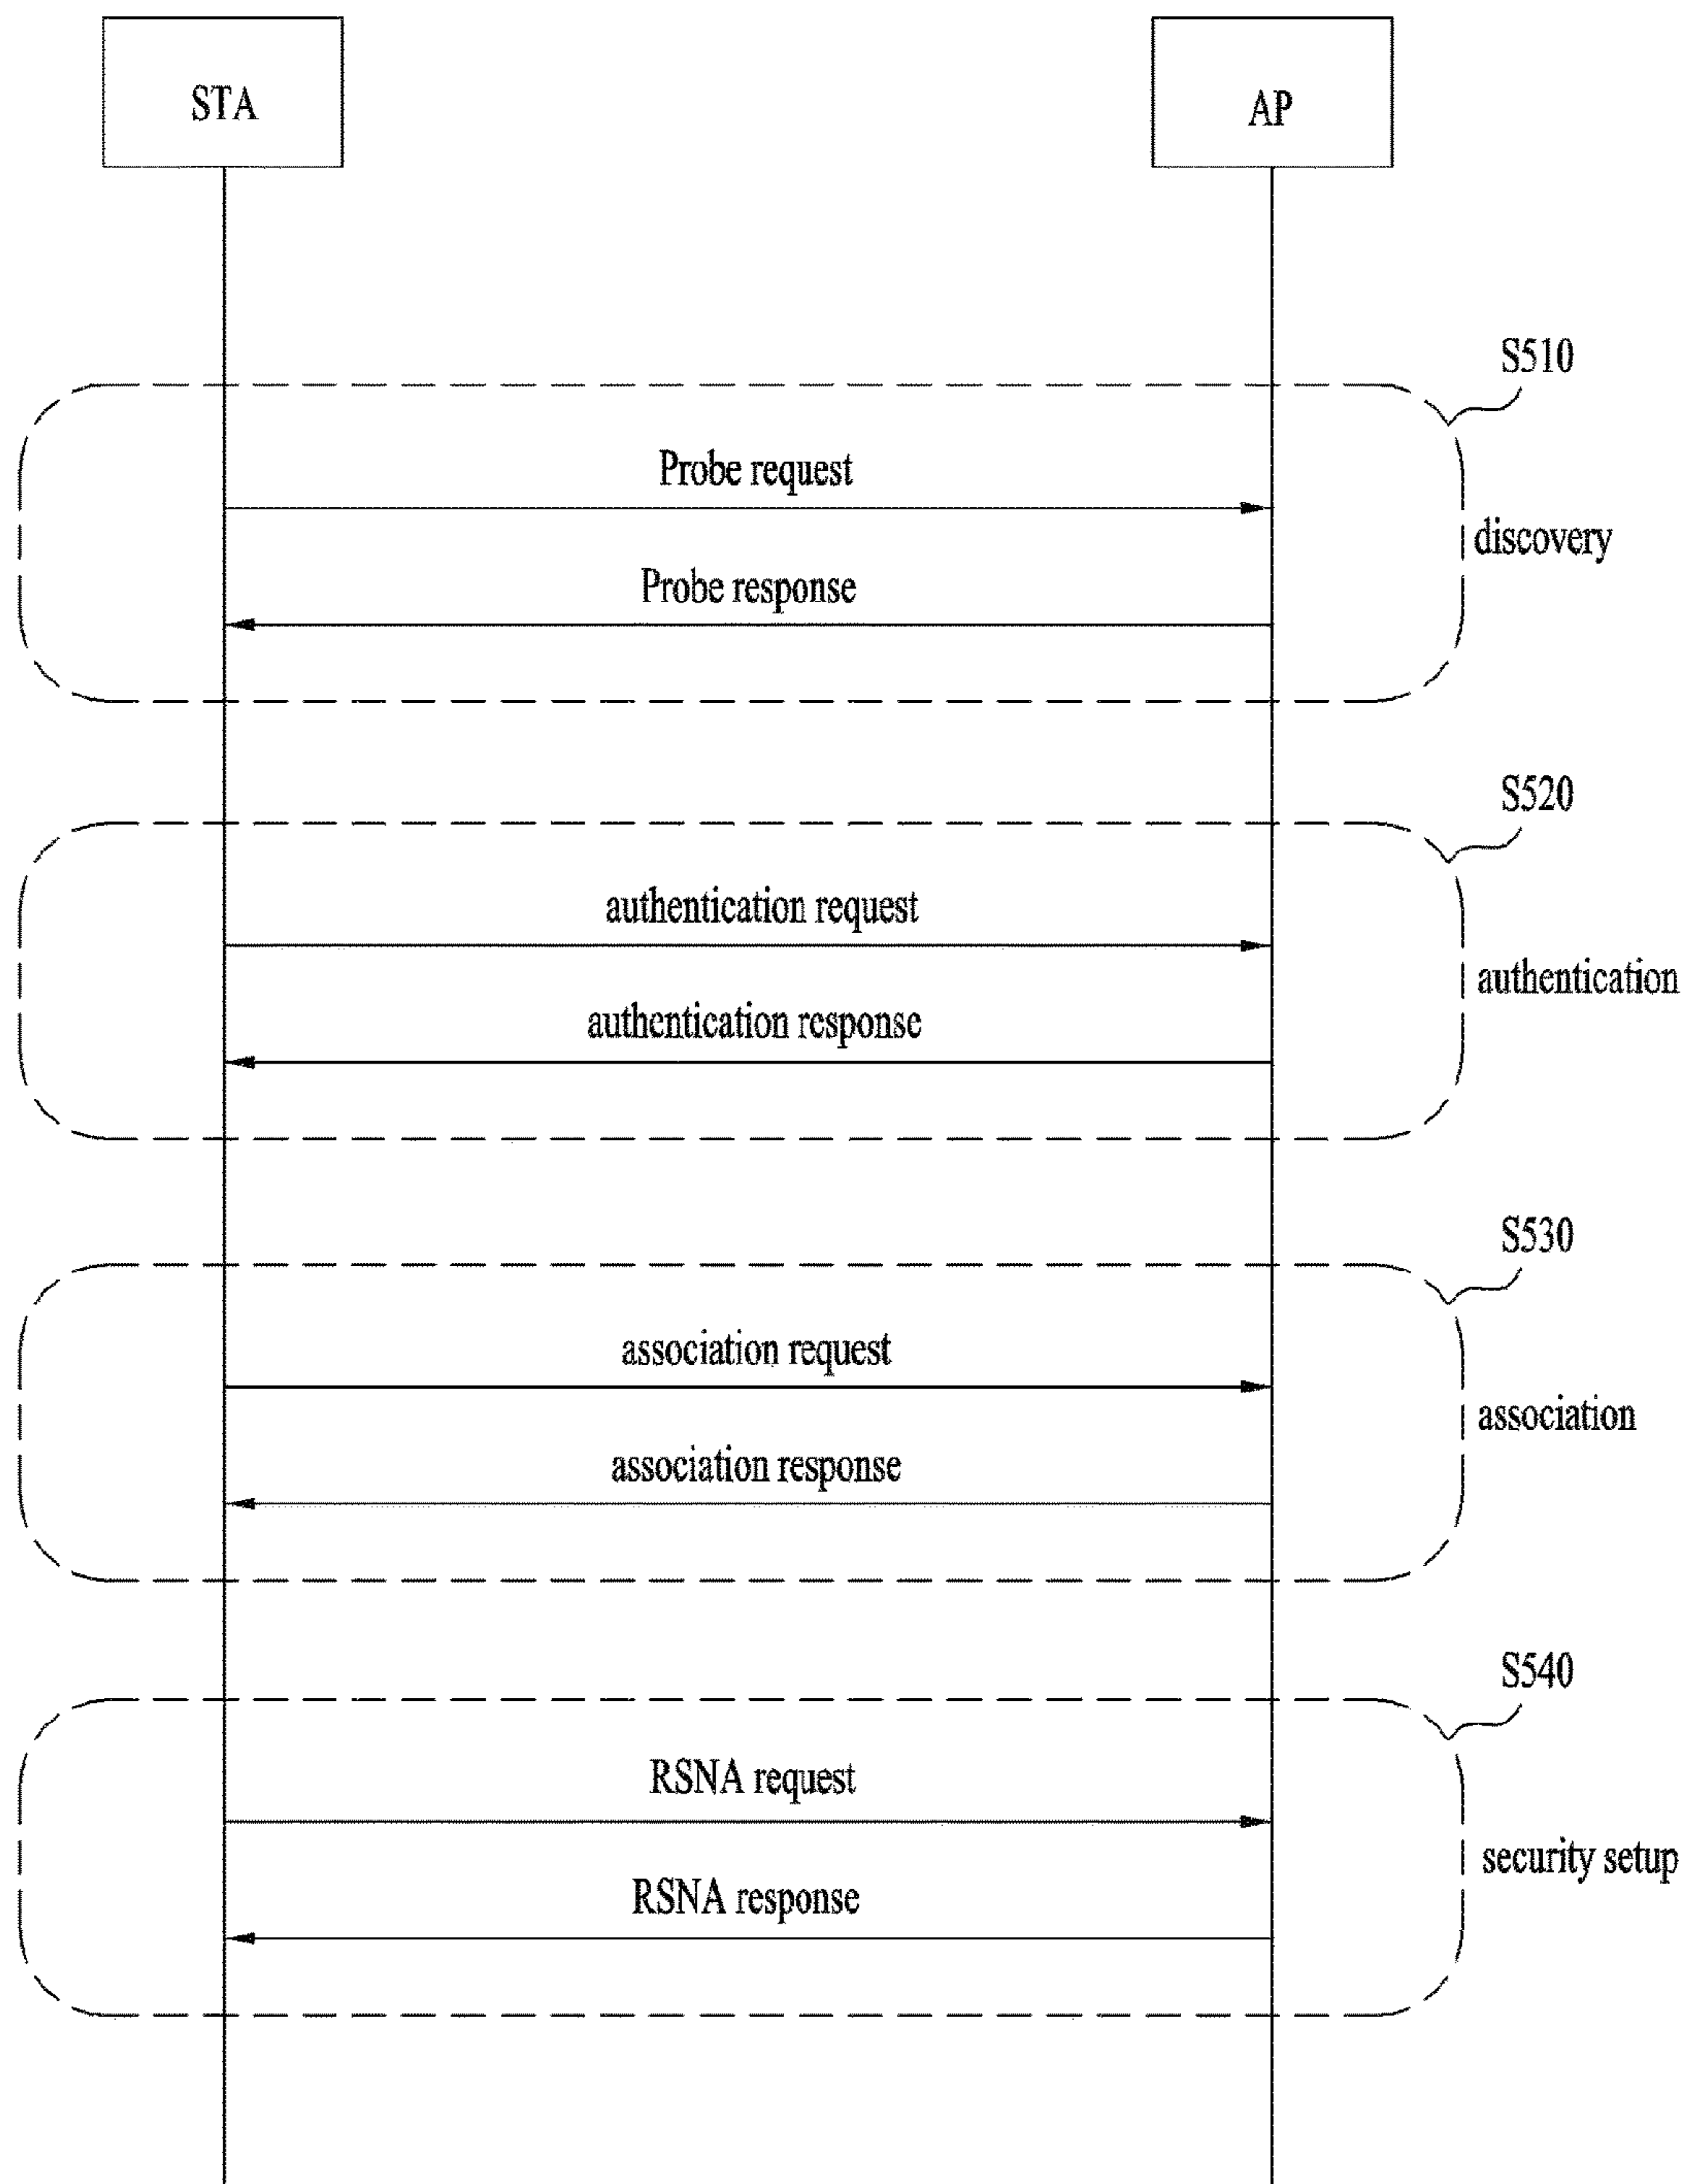 STA
AP
S510
Probe request
discovery
Probe response
S520
authentication request
authentication
authentication response
S530
association request
association
association response
S540
RSNA request
security setup
RSNA response